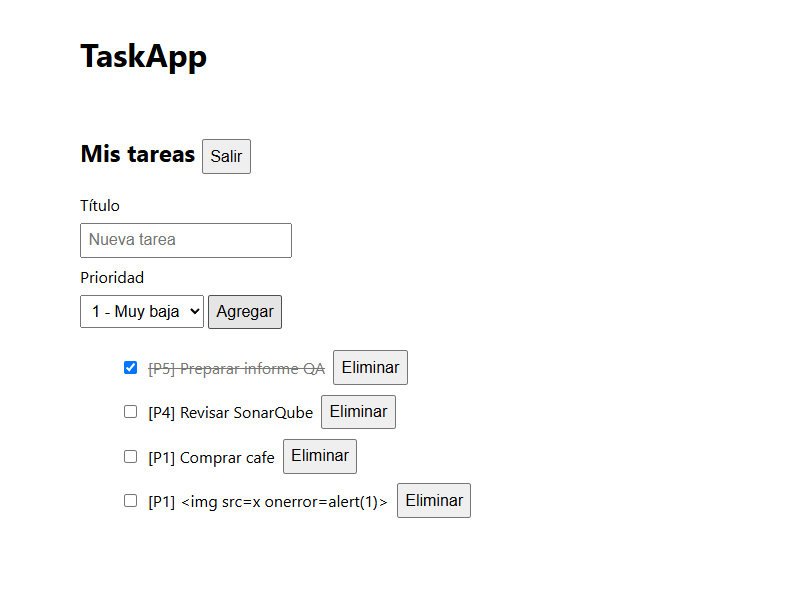 TaskApp
Mis tareas Salir
Título
Nueva tarea
Prioridad
1 - Muy baja Agregar
[P5] Preparar informe QA Eliminar
[P4] Revisar SonarQube Eliminar
[P1] Comprar cafe Eliminar
[P1] <img src=x onerror=alert(1)> Eliminar